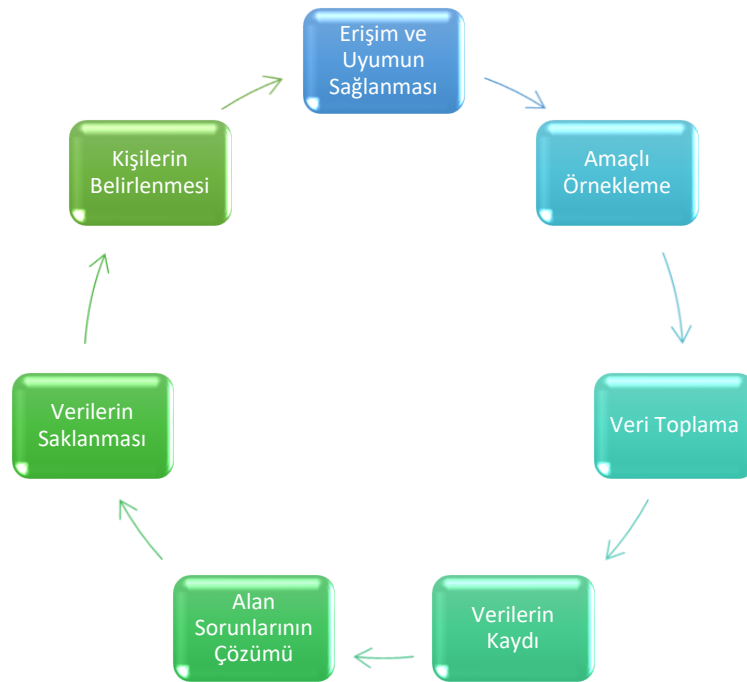 Erişim ve
Uyumun
Sağlanması
Amaçlı
Örnekleme
Veri Toplama
Verilerin
Kaydı
Alan
Sorunlarının
Çözümü
Verilerin
Saklanması
Kişilerin
Belirlenmesi